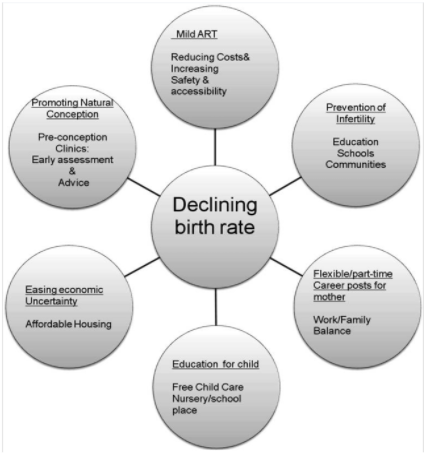 Mild ART
Reducing Costs&
Increasing
Safety &
accessibility
Promoting Natural
Conception
Pre-conception
Clinics:
Early assessment
&
Advice
Prevention of
Infertility
Education
Schools
Communities
Declining
birth rate
Easing economic
Uncertainty
Affordable Housing
Flexible/part-time
Career posts for
mother
Work/Family
Balance
Education for child
Free Child Care
Nursery/school
place